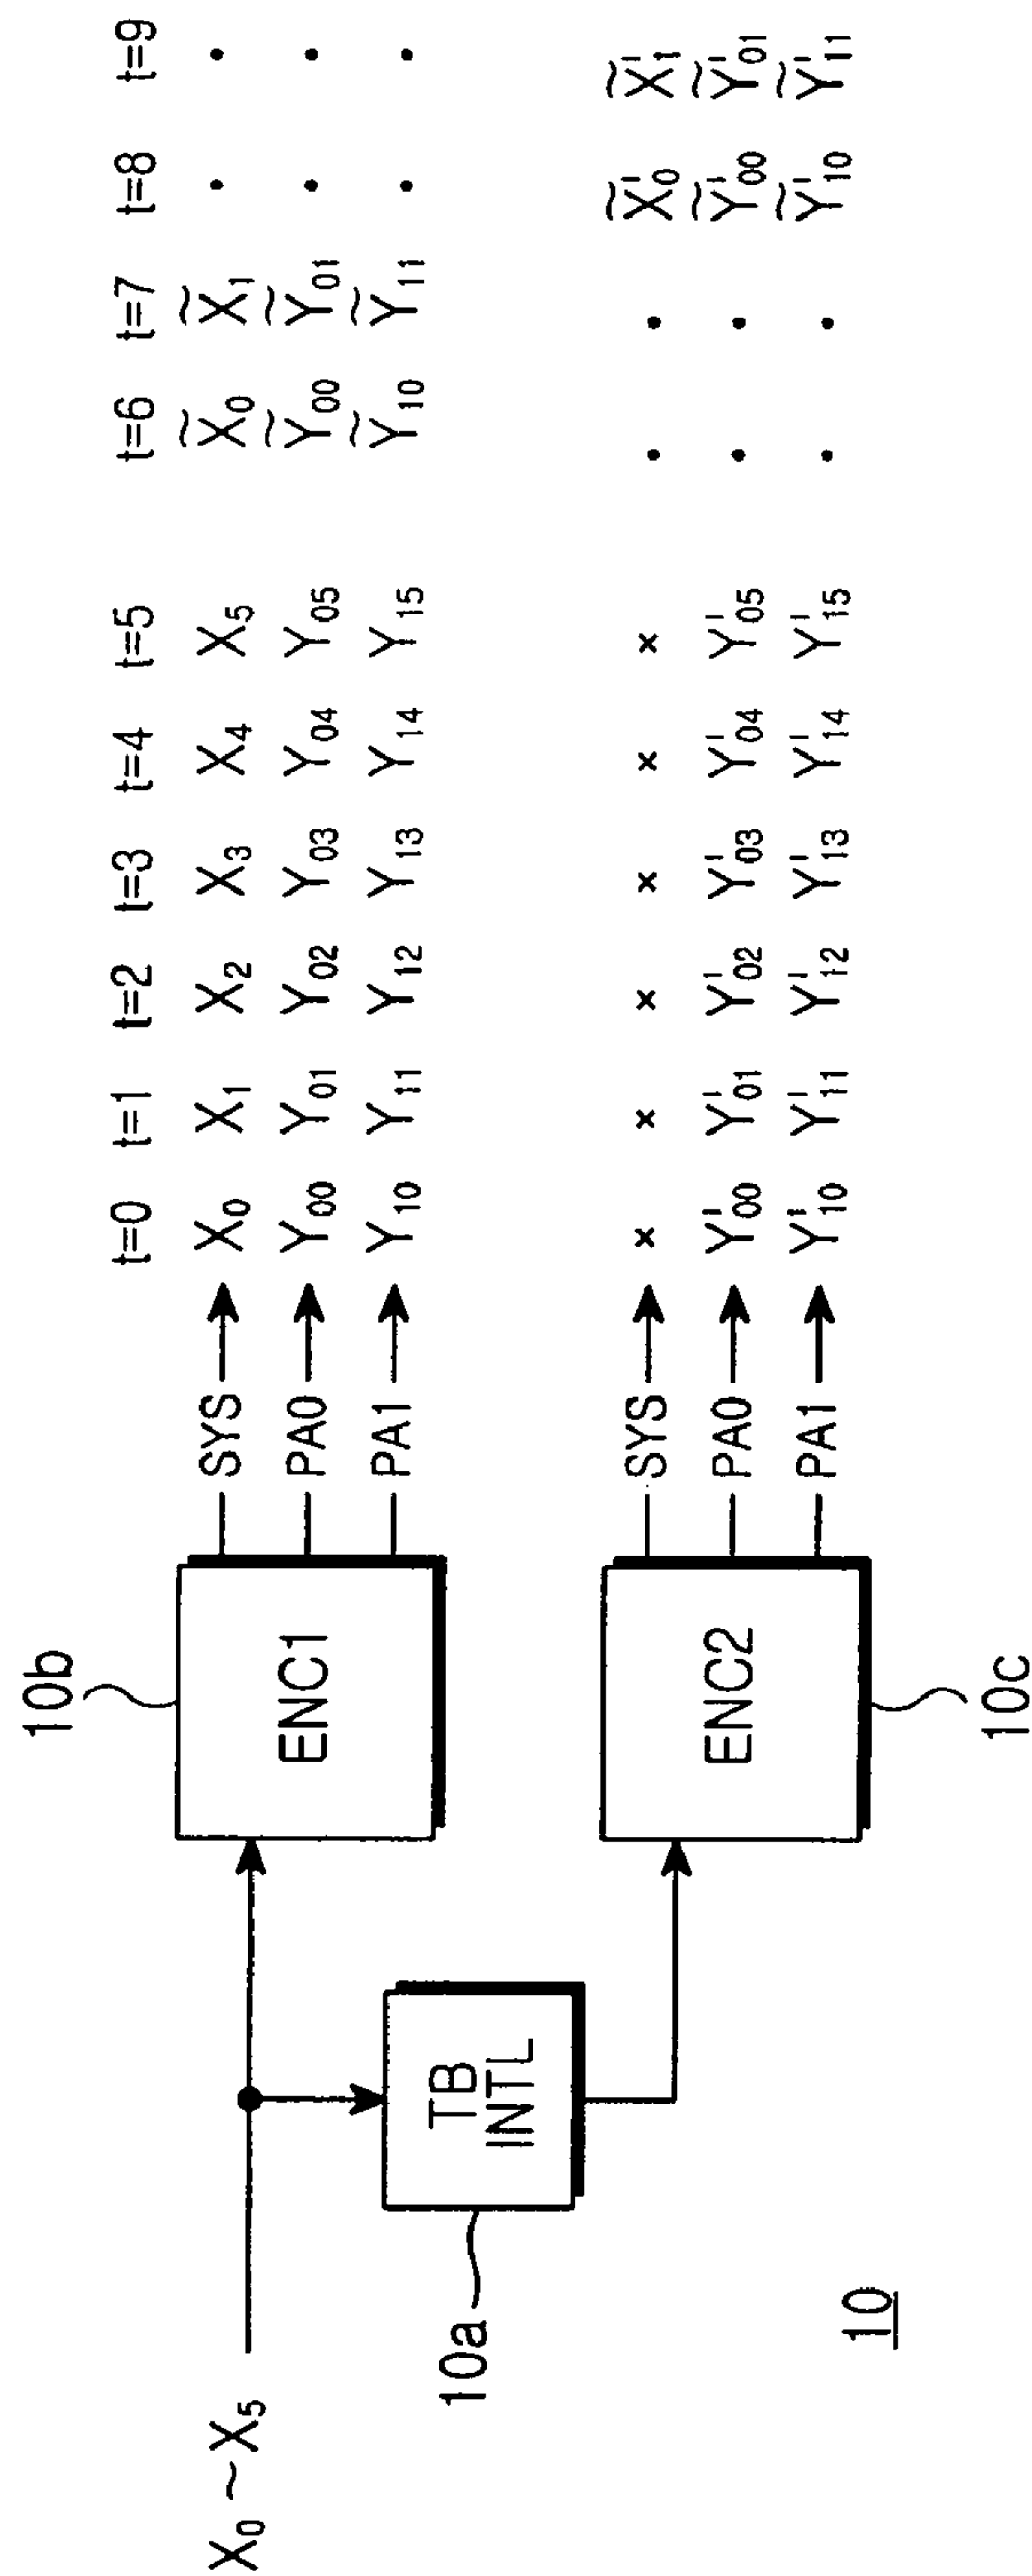 t=0 t=1 t=2 t=3 t=4 t=5 t=6 t=7 t=8 t=9
10b
X₀ ~ X₅
ENC1
SYS X₀ X₁ X₂ X₃ X₄ X₅ X̃₀ X̃₁ • •
PA0 Y₀₀ Y₀₁ Y₀₂ Y₀₃ Y₀₄ Y₀₅ Ỹ₀₀ Ỹ₀₁ • •
PA1 Y₁₀ Y₁₁ Y₁₂ Y₁₃ Y₁₄ Y₁₅ Ỹ₁₀ Ỹ₁₁ • •
10a
TB
INTL
ENC2
SYS × × × × × × • • X̃'₀ X̃'₁
PA0 Y'₀₀ Y'₀₁ Y'₀₂ Y'₀₃ Y'₀₄ Y'₀₅ • • Ỹ'₀₀ Ỹ'₀₁
PA1 Y'₁₀ Y'₁₁ Y'₁₂ Y'₁₃ Y'₁₄ Y'₁₅ • • Ỹ'₁₀ Ỹ'₁₁
10c
10